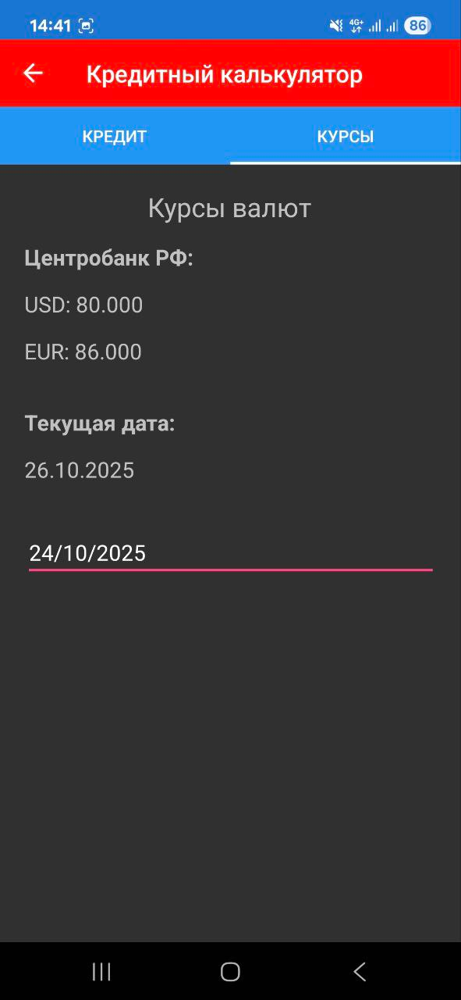 14:41
4G+
86
Кредитный калькулятор
КРЕДИТ
КУРСЫ
Курсы валют
Центробанк РФ:
USD: 80.000
EUR: 86.000
Текущая дата:
26.10.2025
24/10/2025